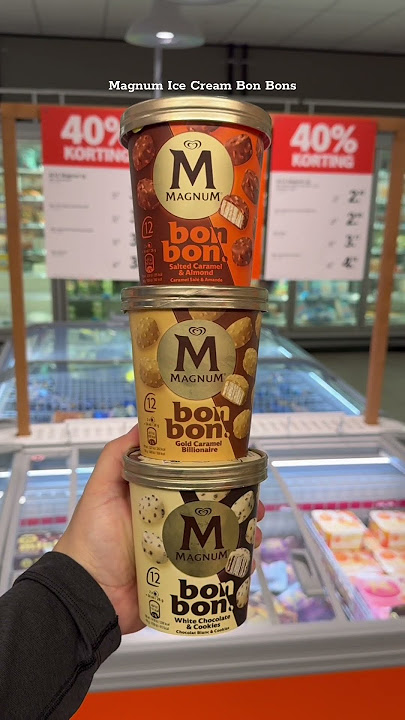 Magnum Ice Cream Bon Bons
40%
KORTING
40%
KORTING
M
MAGNUM
12
bon
bon.
Salted Caramel
& Almond
Caramel Salé & Amande
M
MAGNUM
12
bon
bon.
Gold Caramel
Billionaire
M
MAGNUM
12
bon
bon.
White Chocolate
& Cookies
Chocolat Blanc & Cookies